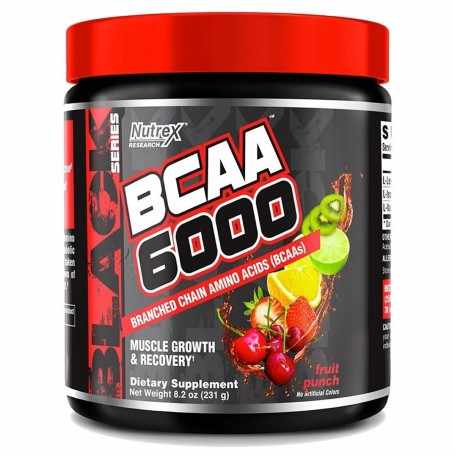 BLACK SERIES
Nutrex
RESEARCH
BCAA
6000
BRANCHED CHAIN AMINO ACIDS (BCAAs)
MUSCLE GROWTH
& RECOVERY
Dietary Supplement
Net Weight 8.2 oz (231 g)
fruit
punch
No Artificial Colors